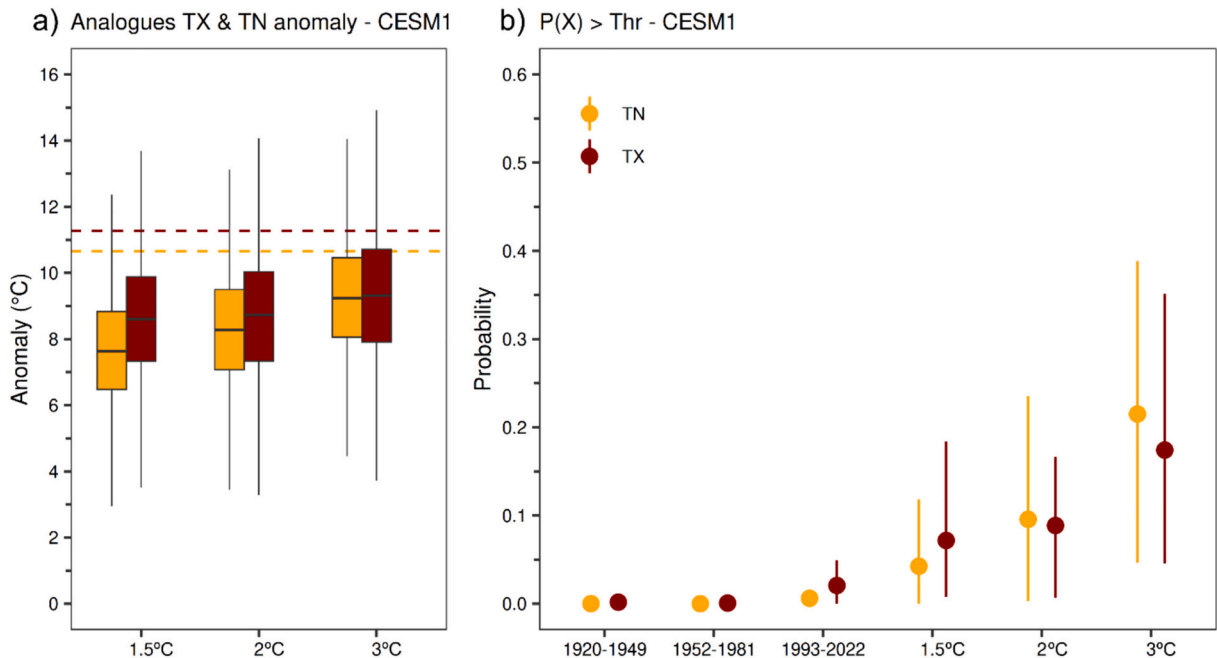 a) Analogues TX & TN anomaly - CESM1
Anomaly (°C)
16
14
12
10
8
6
4
2
0
1.5ºC 2ºC 3ºC
b) P(X) > Thr - CESM1
Probability
0.6
0.5
0.4
0.3
0.2
0.1
0.0
TN
TX
1920-1949 1952-1981 1993-2022 1.5ºC 2ºC 3ºC